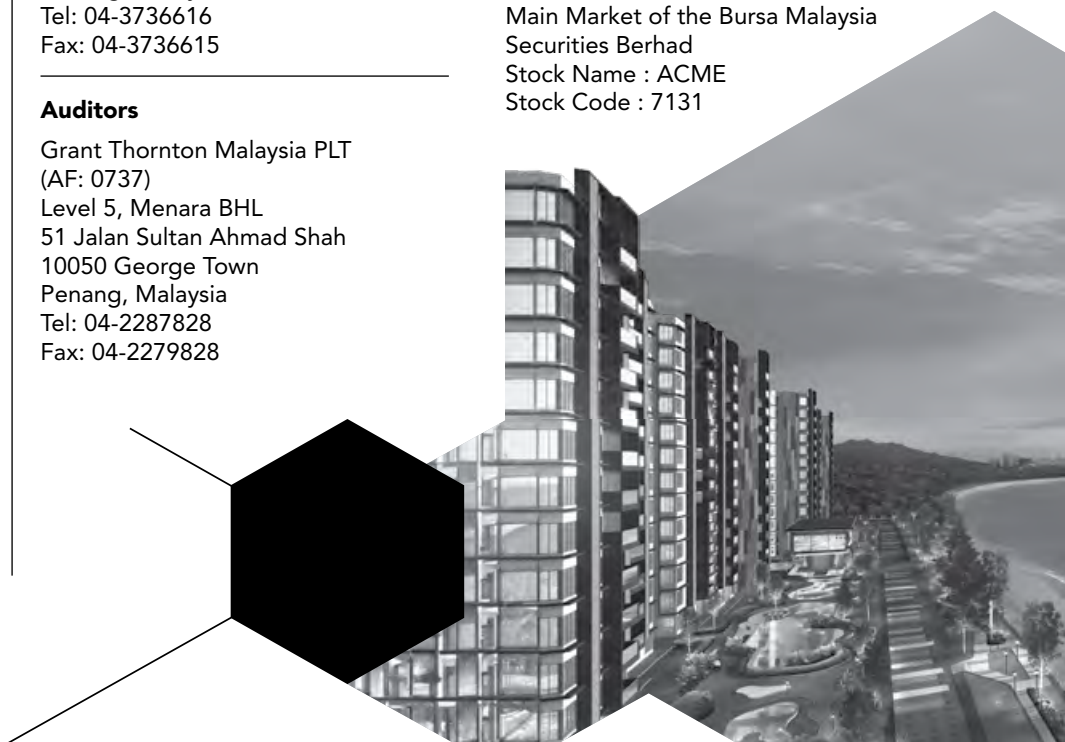 Tel: 04-3736616
Fax: 04-3736615
Auditors
Grant Thornton Malaysia PLT
(AF: 0737)
Level 5, Menara BHL
51 Jalan Sultan Ahmad Shah
10050 George Town
Penang, Malaysia
Tel: 04-2287828
Fax: 04-2279828
Main Market of the Bursa Malaysia
Securities Berhad
Stock Name : ACME
Stock Code : 7131